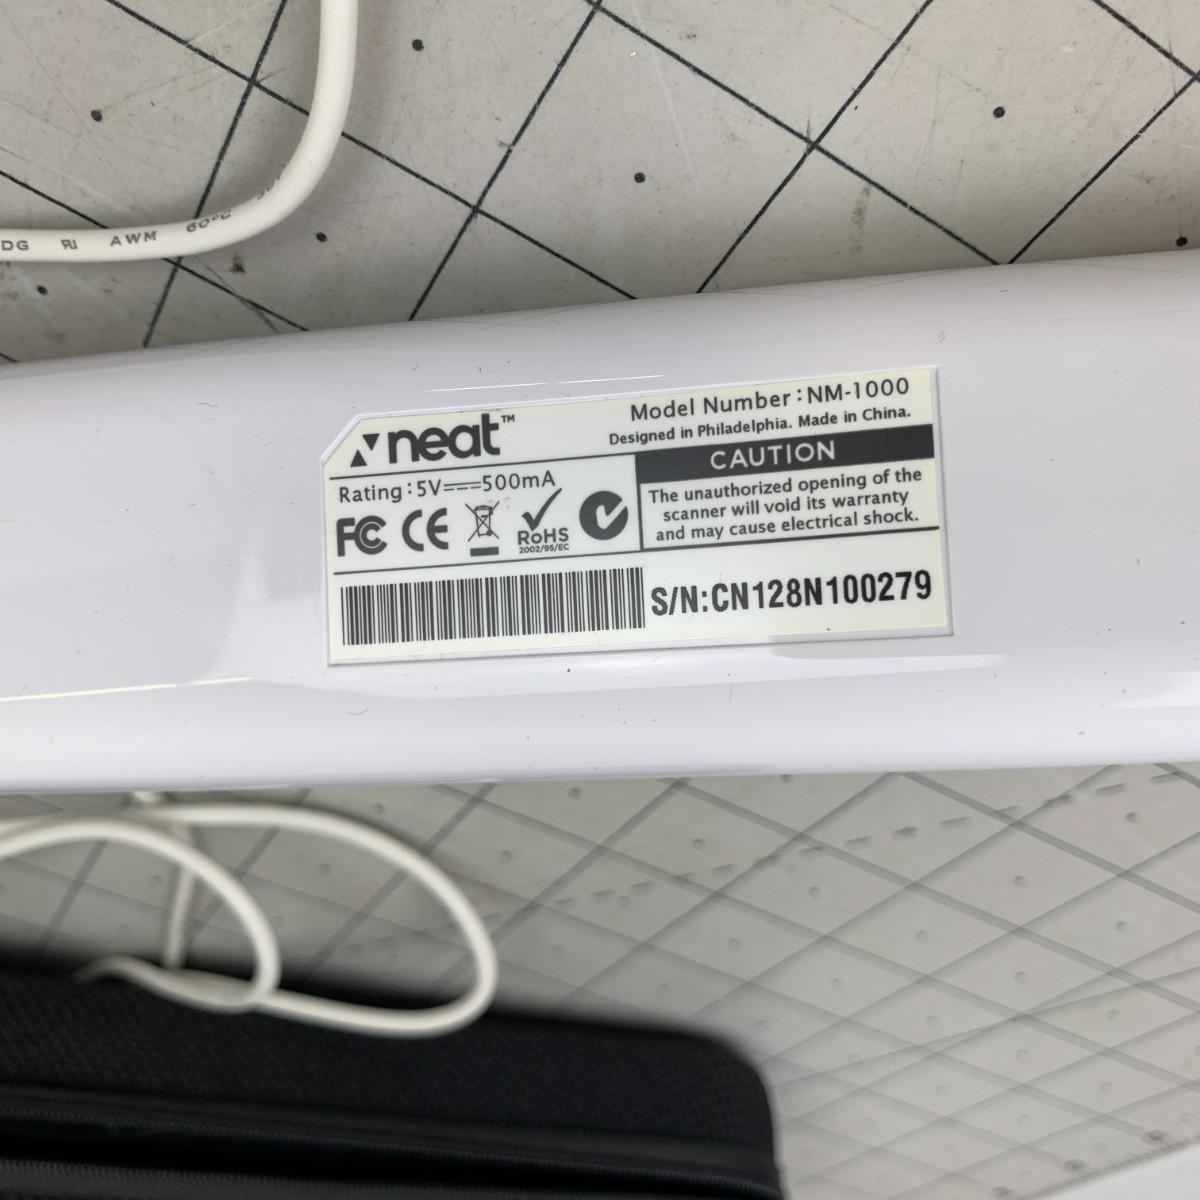 DG AWM 60°C
neat™
Model Number : NM-1000
Designed in Philadelphia. Made in China.
Rating : 5V⎓500mA
FC CE RoHS
2002/95/EC
CAUTION
The unauthorized opening of the
scanner will void its warranty
and may cause electrical shock.
S/N:CN128N100279